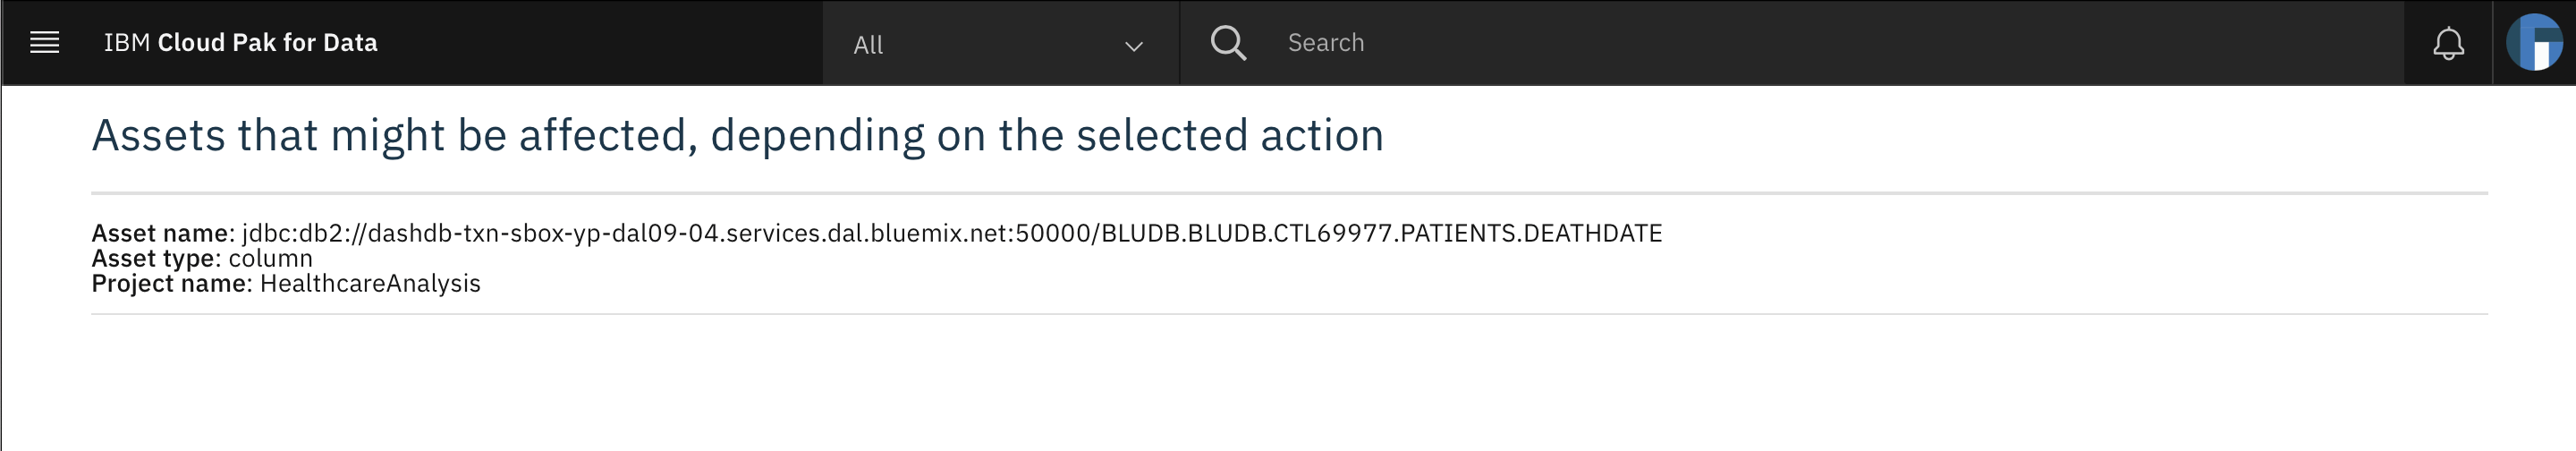 IBM Cloud Pak for Data
All
Search
Assets that might be affected, depending on the selected action
Asset name: jdbc:db2://dashdb-txn-sbox-yp-dal09-04.services.dal.bluemix.net:50000/BLUDB.BLUDB.CTL69977.PATIENTS.DEATHDATE
Asset type: column
Project name: HealthcareAnalysis